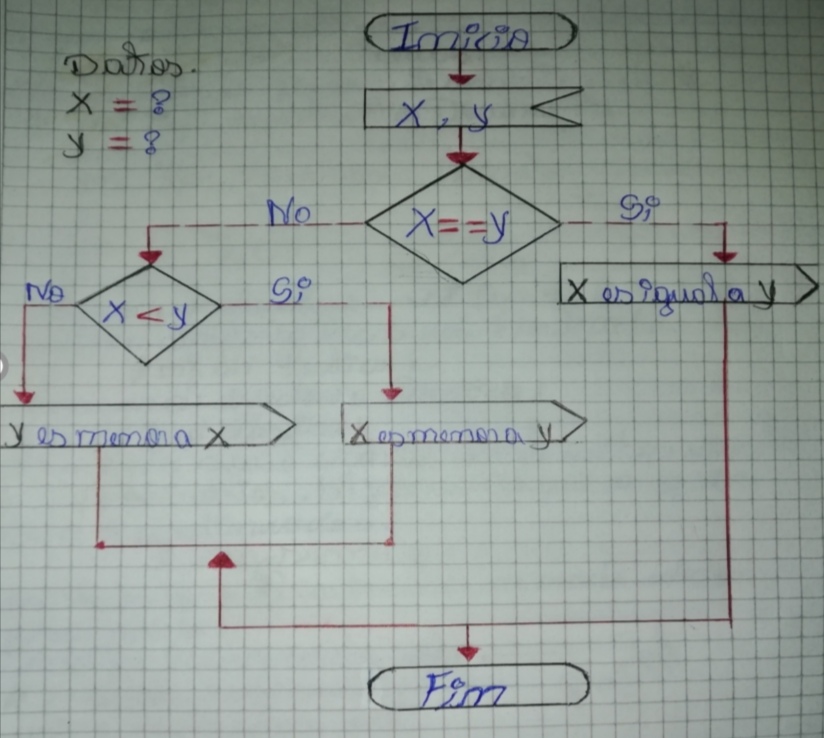 Inicio
Datos.
X = ?
y = ?
X, y
X==y
No
Si
X es igual a y
No
X < y
Si
y es menor a X
X es menor a y
Fin